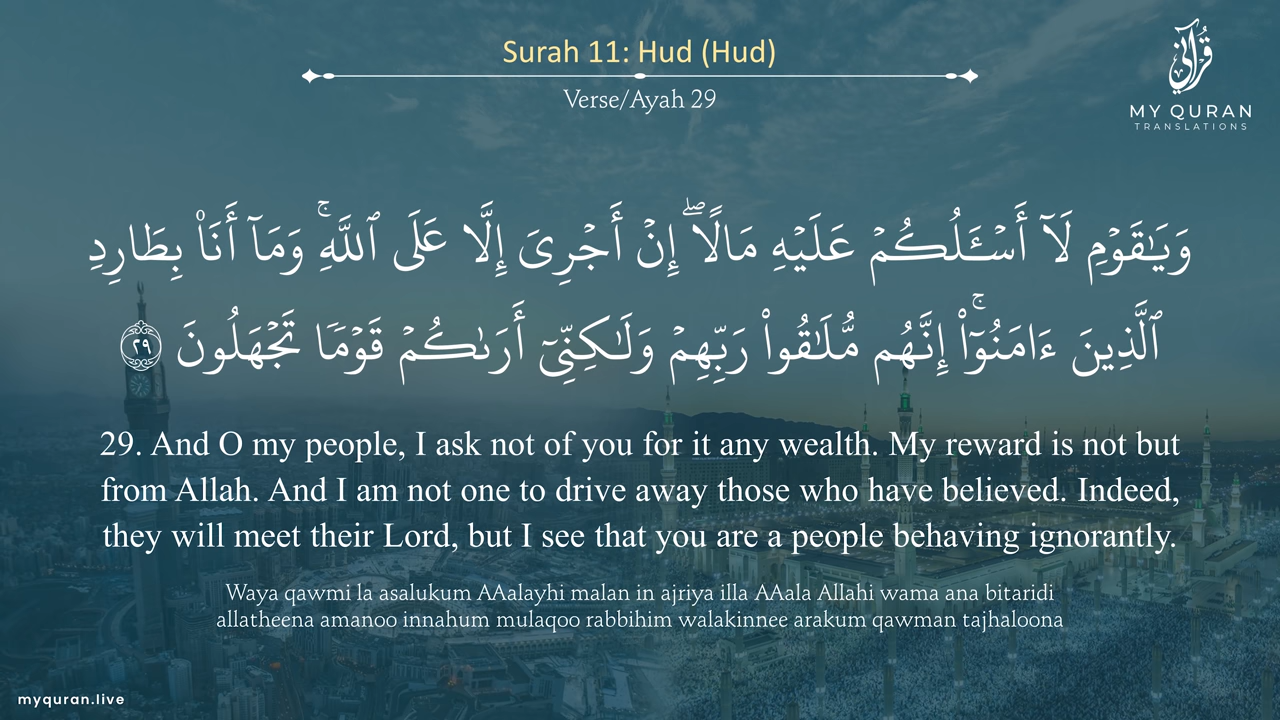 Surah 11: Hud (Hud)
Verse/Ayah 29
قرآني
MY QURAN
TRANSLATIONS
وَيَـٰقَوْمِ لَآ أَسْـَٔلُكُمْ عَلَيْهِ مَالًا ۖ إِنْ أَجْرِىَ إِلَّا عَلَى ٱللَّهِ ۚ وَمَآ أَنَا۠ بِطَارِدِ
ٱلَّذِينَ ءَامَنُوٓا۟ ۚ إِنَّهُم مُّلَـٰقُوا۟ رَبِّهِمْ وَلَـٰكِنِّىٓ أَرَىٰكُمْ قَوْمًا تَجْهَلُونَ ٢٩
29. And O my people, I ask not of you for it any wealth. My reward is not but
from Allah. And I am not one to drive away those who have believed. Indeed,
they will meet their Lord, but I see that you are a people behaving ignorantly.
Waya qawmi la asalukum AAalayhi malan in ajriya illa AAala Allahi wama ana bitaridi
allatheena amanoo innahum mulaqoo rabbihim walakinnee arakum qawman tajhaloona
myquran.live